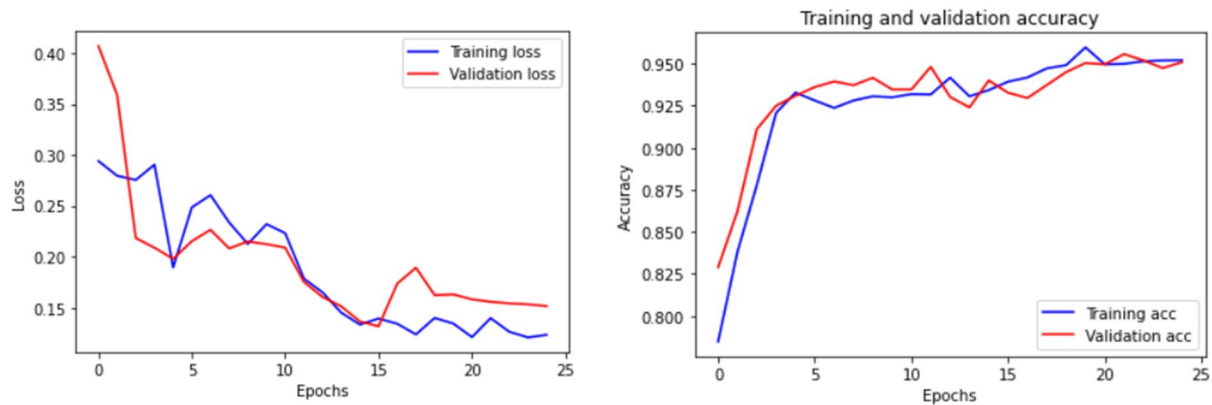 0.40
0.35
0.30
0.25
0.20
0.15
Loss
0 5 10 15 20 25
Epochs
Training loss
Validation loss
Training and validation accuracy
0.950
0.925
0.900
0.875
0.850
0.825
0.800
Accuracy
0 5 10 15 20 25
Epochs
Training acc
Validation acc